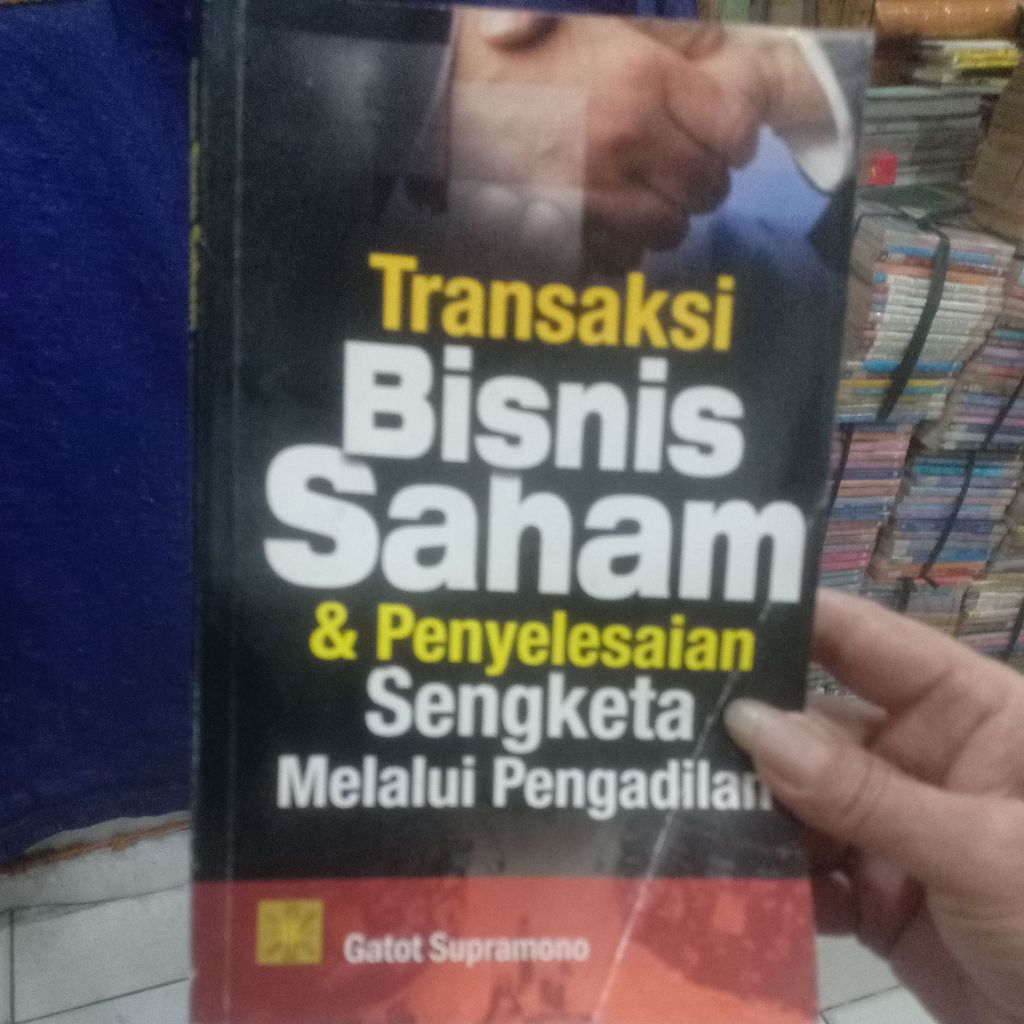 Transaksi
Bisnis
Saham
& Penyelesaian
Sengketa
Melalui Pengadilan
Gatot Supramono